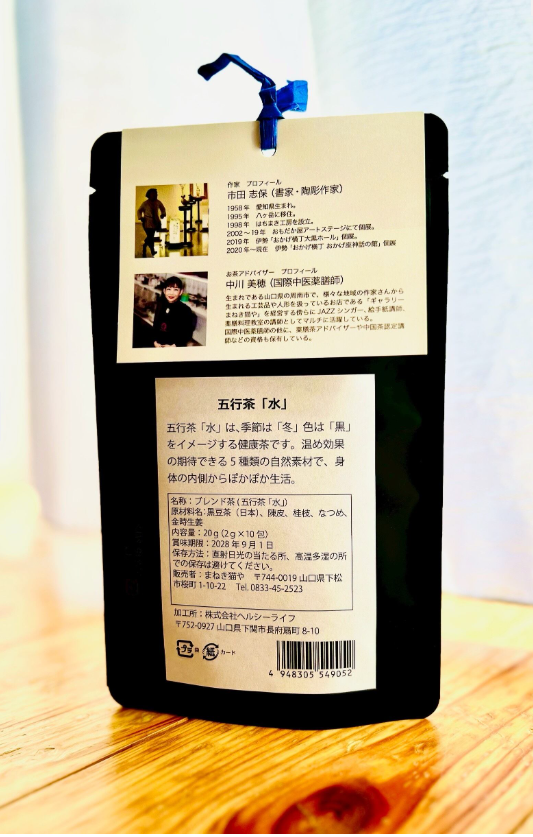 作家　プロフィール
市田 志保（書家・陶彫作家）
1958年　愛知県生まれ。
1995年　八ヶ岳に移住。
1998年　はちまき工房を設立。
2002〜19年　おちだか屋アートステージにて個展。
2019年　伊勢「おかげ横丁大黒ホール」個展。
2020年〜現在　伊勢「おかげ横丁 おかげ座神話の館」個展
お茶アドバイザー　プロフィール
中川 美穂（国際中医薬膳師）
生まれである山口県の周南市で、様々な地域の作家さんから
生まれる工芸品や人形を扱っているお店である「ギャラリー
まねき猫や」を経営する傍らに JAZZ シンガー、絵手紙講師、
薬膳料理教室の講師としてマルチに活躍している。
国際中医薬膳師の他に、薬膳茶アドバイザーや中国茶認定講
師などの資格も保有している。
五行茶「水」
五行茶「水」は、季節は「冬」色は「黒」
をイメージする健康茶です。温め効果
の期待できる5種類の自然素材で、身
体の内側からぽかぽか生活。
名称：ブレンド茶（五行茶「水」）
原材料名：黒豆茶（日本）、陳皮、桂枝、なつめ、
金時生姜
内容量：20g（2g×10包）
賞味期限：2028年9月1日
保存方法：直射日光の当たる所、高温多湿の所
での保存は避けてください。
販売者：まねき猫や　〒744-0019 山口県下松
市桜町 1-10-22　Tel. 0833-45-2523
加工所：株式会社ヘルシーライフ
〒752-0927 山口県下関市長府扇町 8-10
プラ 袋 紙 カード
4 948305 549052